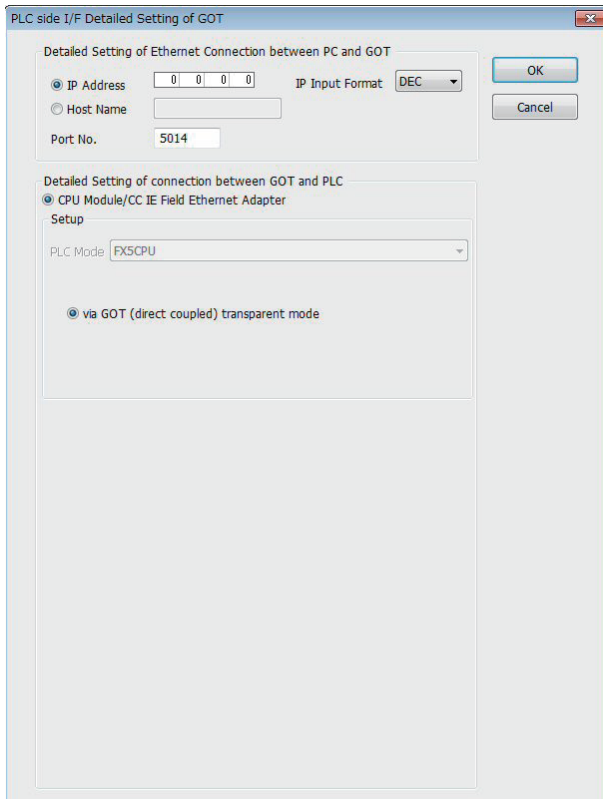 PLC side I/F Detailed Setting of GOT
Detailed Setting of Ethernet Connection between PC and GOT
IP Address 0 0 0 0 IP Input Format DEC
OK
Host Name
Cancel
Port No. 5014
Detailed Setting of connection between GOT and PLC
CPU Module/CC IE Field Ethernet Adapter
Setup
PLC Mode FX5CPU
via GOT (direct coupled) transparent mode